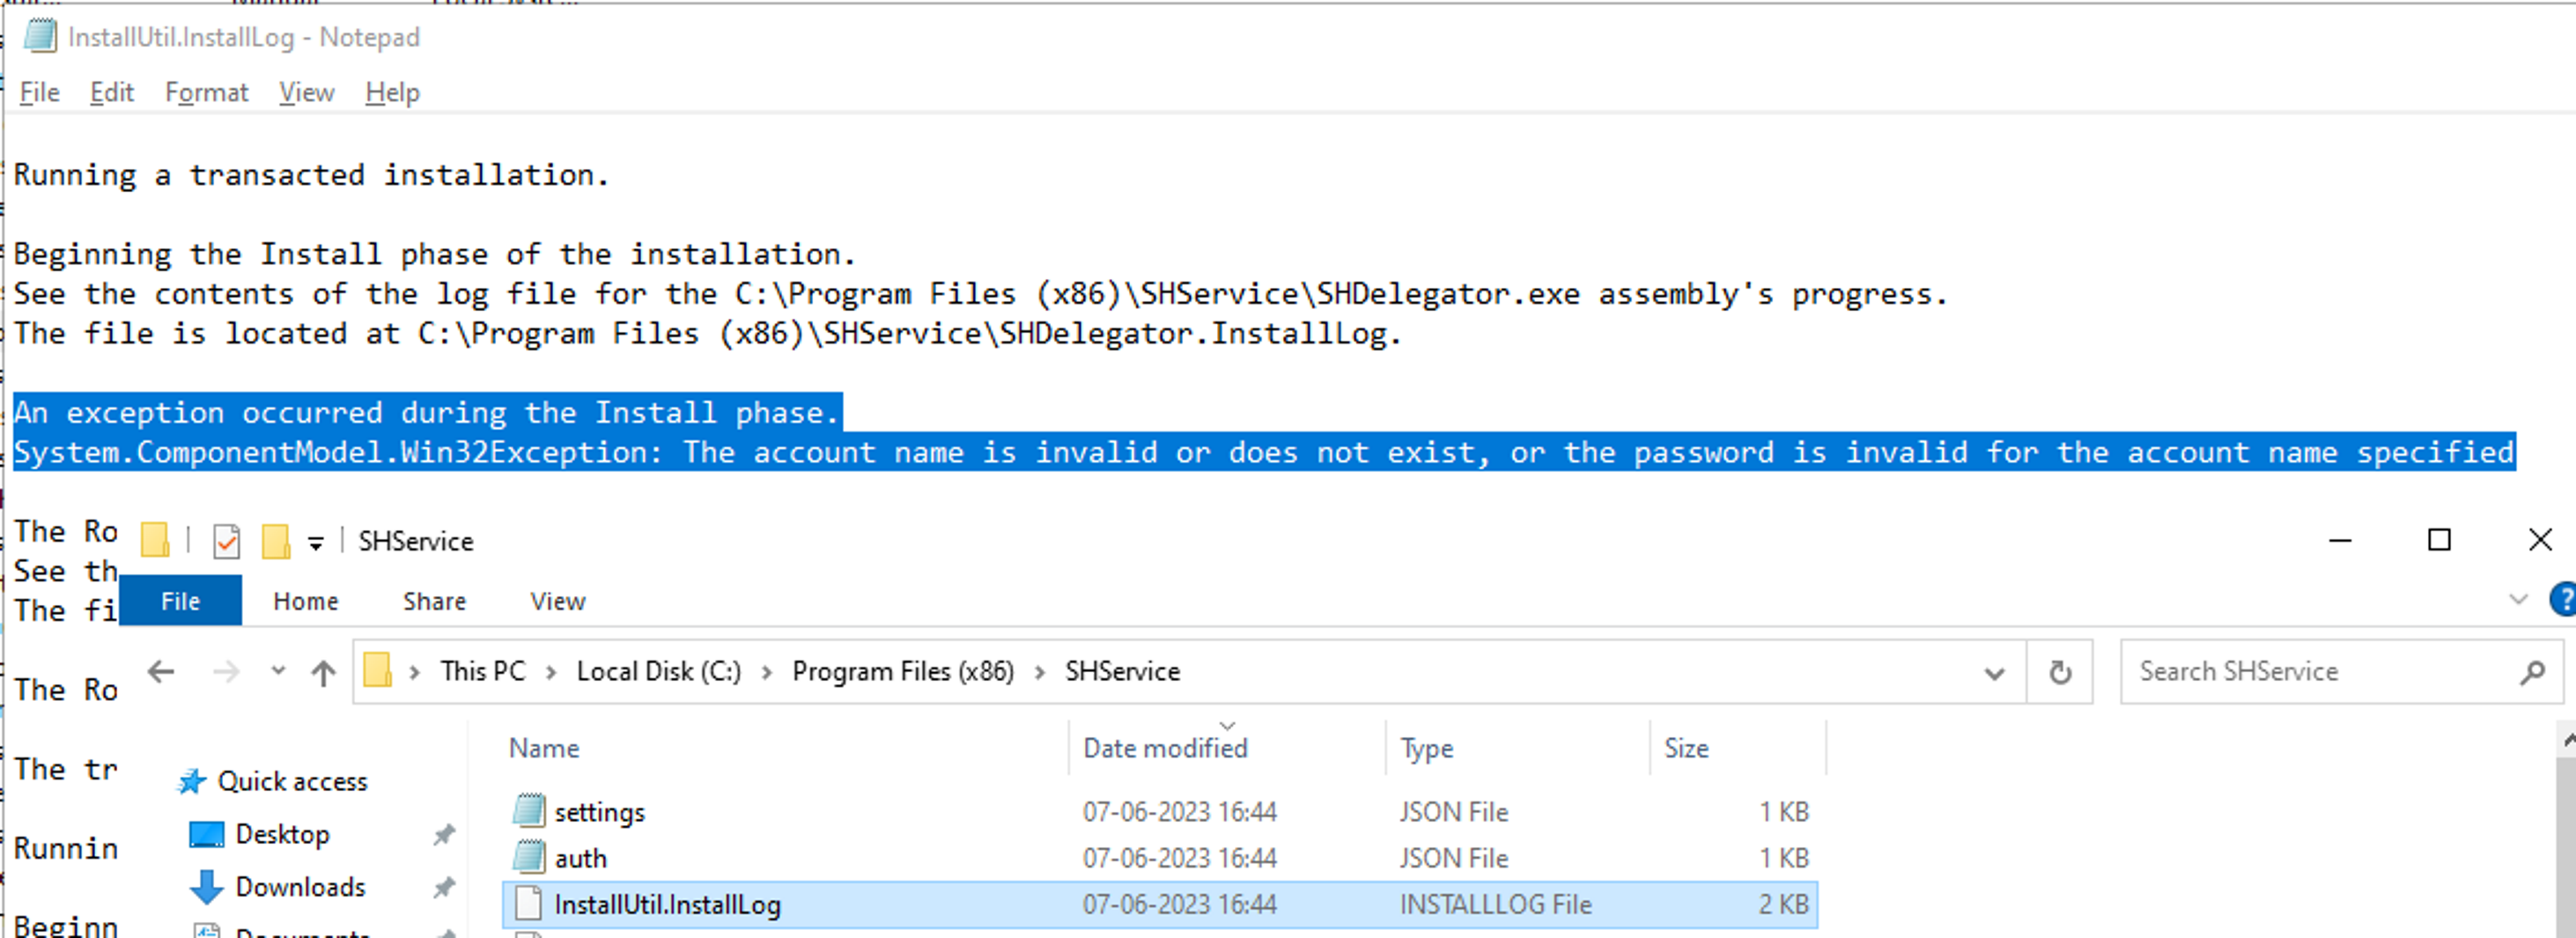 InstallUtil.InstallLog - Notepad
File Edit Format View Help
Running a transacted installation.
Beginning the Install phase of the installation.
See the contents of the log file for the C:\Program Files (x86)\SHService\SHDelegator.exe assembly's progress.
The file is located at C:\Program Files (x86)\SHService\SHDelegator.InstallLog.
An exception occurred during the Install phase.
System.ComponentModel.Win32Exception: The account name is invalid or does not exist, or the password is invalid for the account name specified
The Ro
See th
The fi
The Ro
The tr
Runnin
Beginn
SHService
File Home Share View
This PC > Local Disk (C:) > Program Files (x86) > SHService
Search SHService
Name Date modified Type Size
Quick access
Desktop
Downloads
Documents
settings 07-06-2023 16:44 JSON File 1 KB
auth 07-06-2023 16:44 JSON File 1 KB
InstallUtil.InstallLog 07-06-2023 16:44 INSTALLLOG File 2 KB